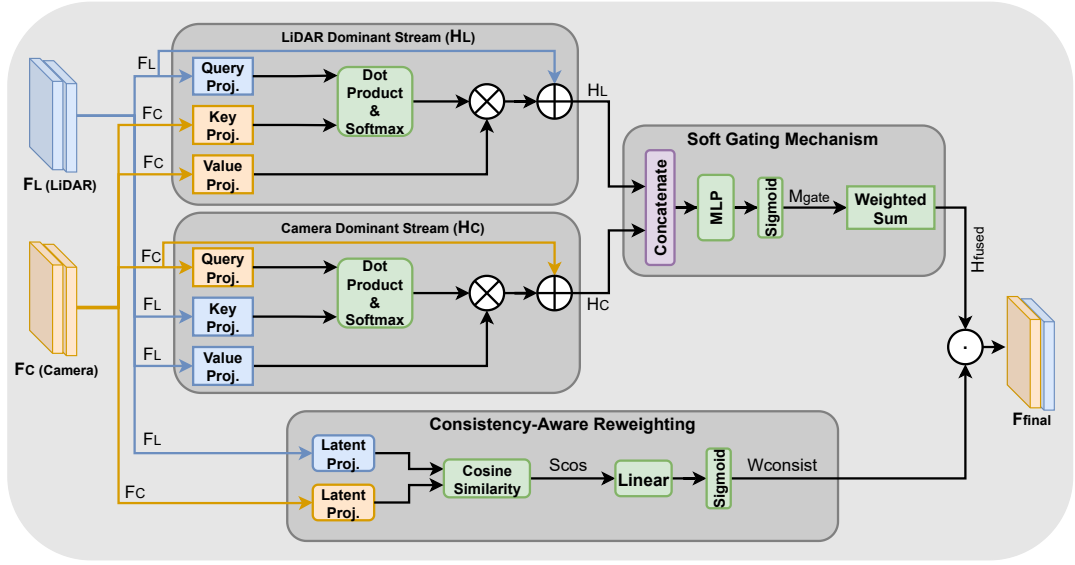 LiDAR Dominant Stream (HL)
FL
Query
Proj.
FC
Key
Proj.
FC
Value
Proj.
Dot
Product
&
Softmax
HL
FL (LiDAR)
Camera Dominant Stream (HC)
FC
Query
Proj.
FL
Key
Proj.
FL
Value
Proj.
Dot
Product
&
Softmax
HC
FC (Camera)
Soft Gating Mechanism
Concatenate
MLP
Sigmoid
Mgate
Weighted
Sum
Hfused
Ffinal
Consistency-Aware Reweighting
FL
Latent
Proj.
FC
Latent
Proj.
Cosine
Similarity
Scos
Linear
Sigmoid
Wconsist